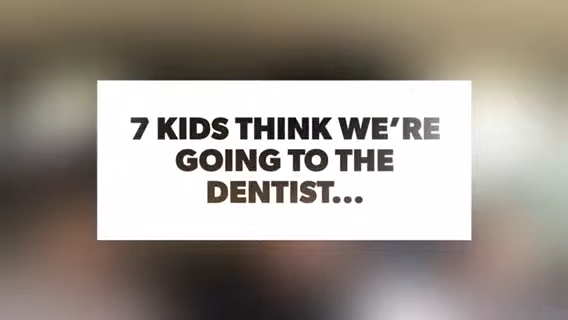 7 KIDS THINK WE’RE
GOING TO THE
DENTIST...